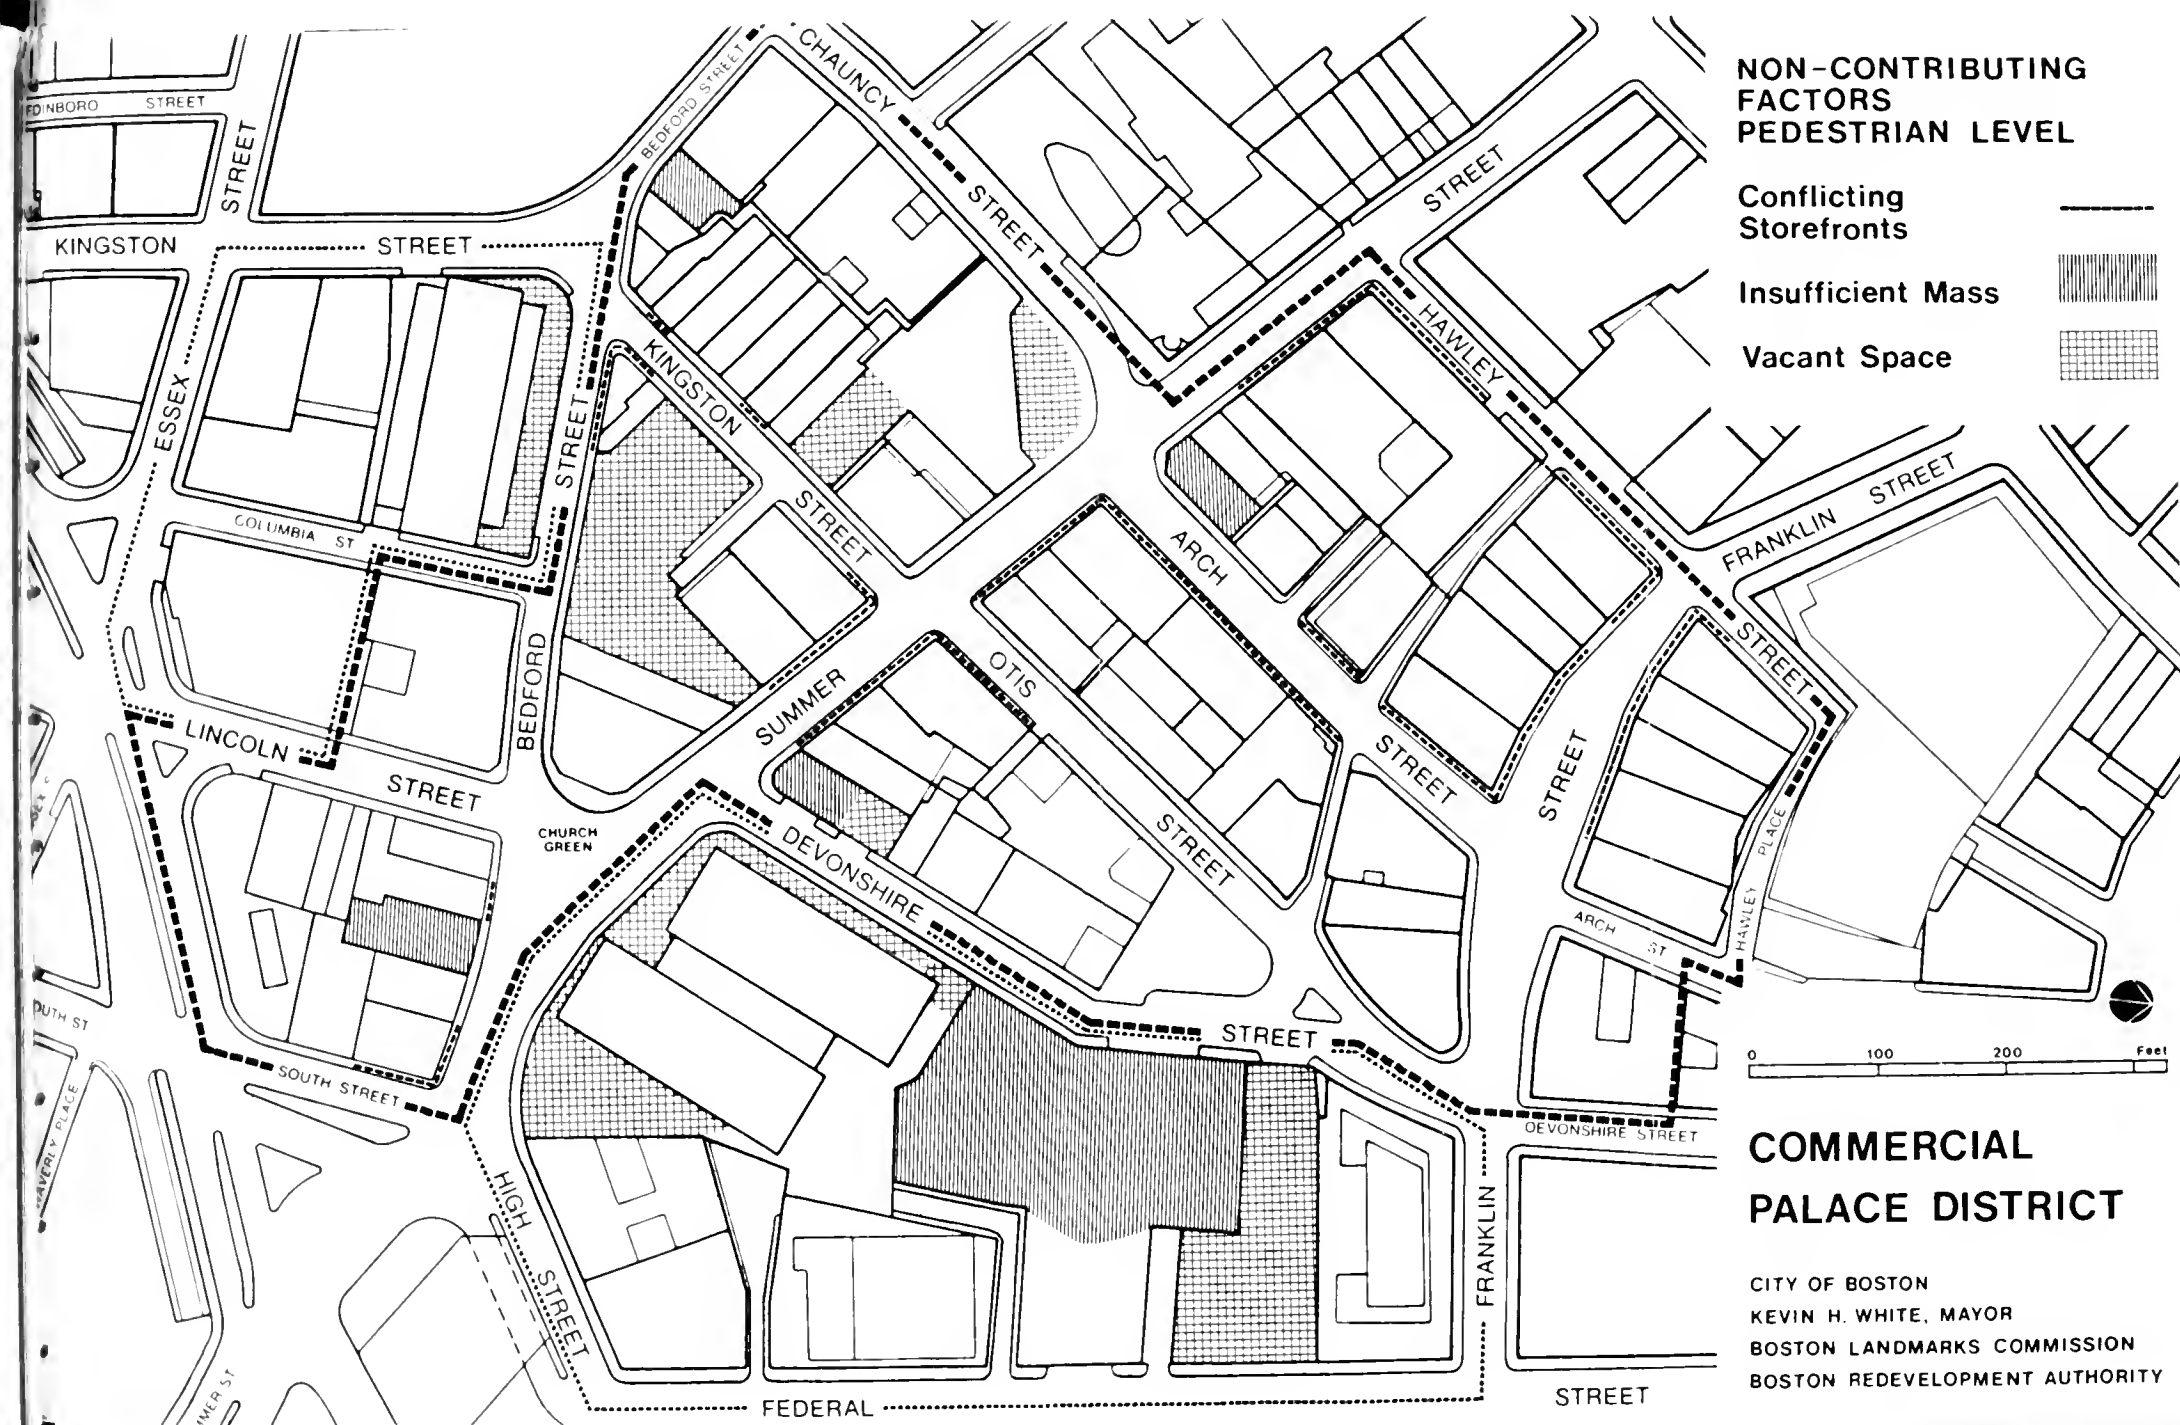 NON-CONTRIBUTING
FACTORS
PEDESTRIAN LEVEL
Conflicting
Storefronts
Insufficient Mass
Vacant Space
CHAUNCY
STREET
BEDFORD STREET
EDINBORO STREET
STREET
KINGSTON STREET
ESSEX
STREET
KINGSTON
STREET
STREET
HAWLEY
STREET
FRANKLIN STREET
COLUMBIA ST
BEDFORD
ARCH
STREET
OTIS
STREET
SUMMER
STREET
LINCOLN
STREET
CHURCH
GREEN
DEVONSHIRE
STREET
HAWLEY PLACE
ARCH ST
SOUTH STREET
WAVERLY PLACE
HIGH
STREET
DEVONSHIRE STREET
FRANKLIN
FEDERAL
STREET
0 100 200 Feet
COMMERCIAL
PALACE DISTRICT
CITY OF BOSTON
KEVIN H. WHITE, MAYOR
BOSTON LANDMARKS COMMISSION
BOSTON REDEVELOPMENT AUTHORITY